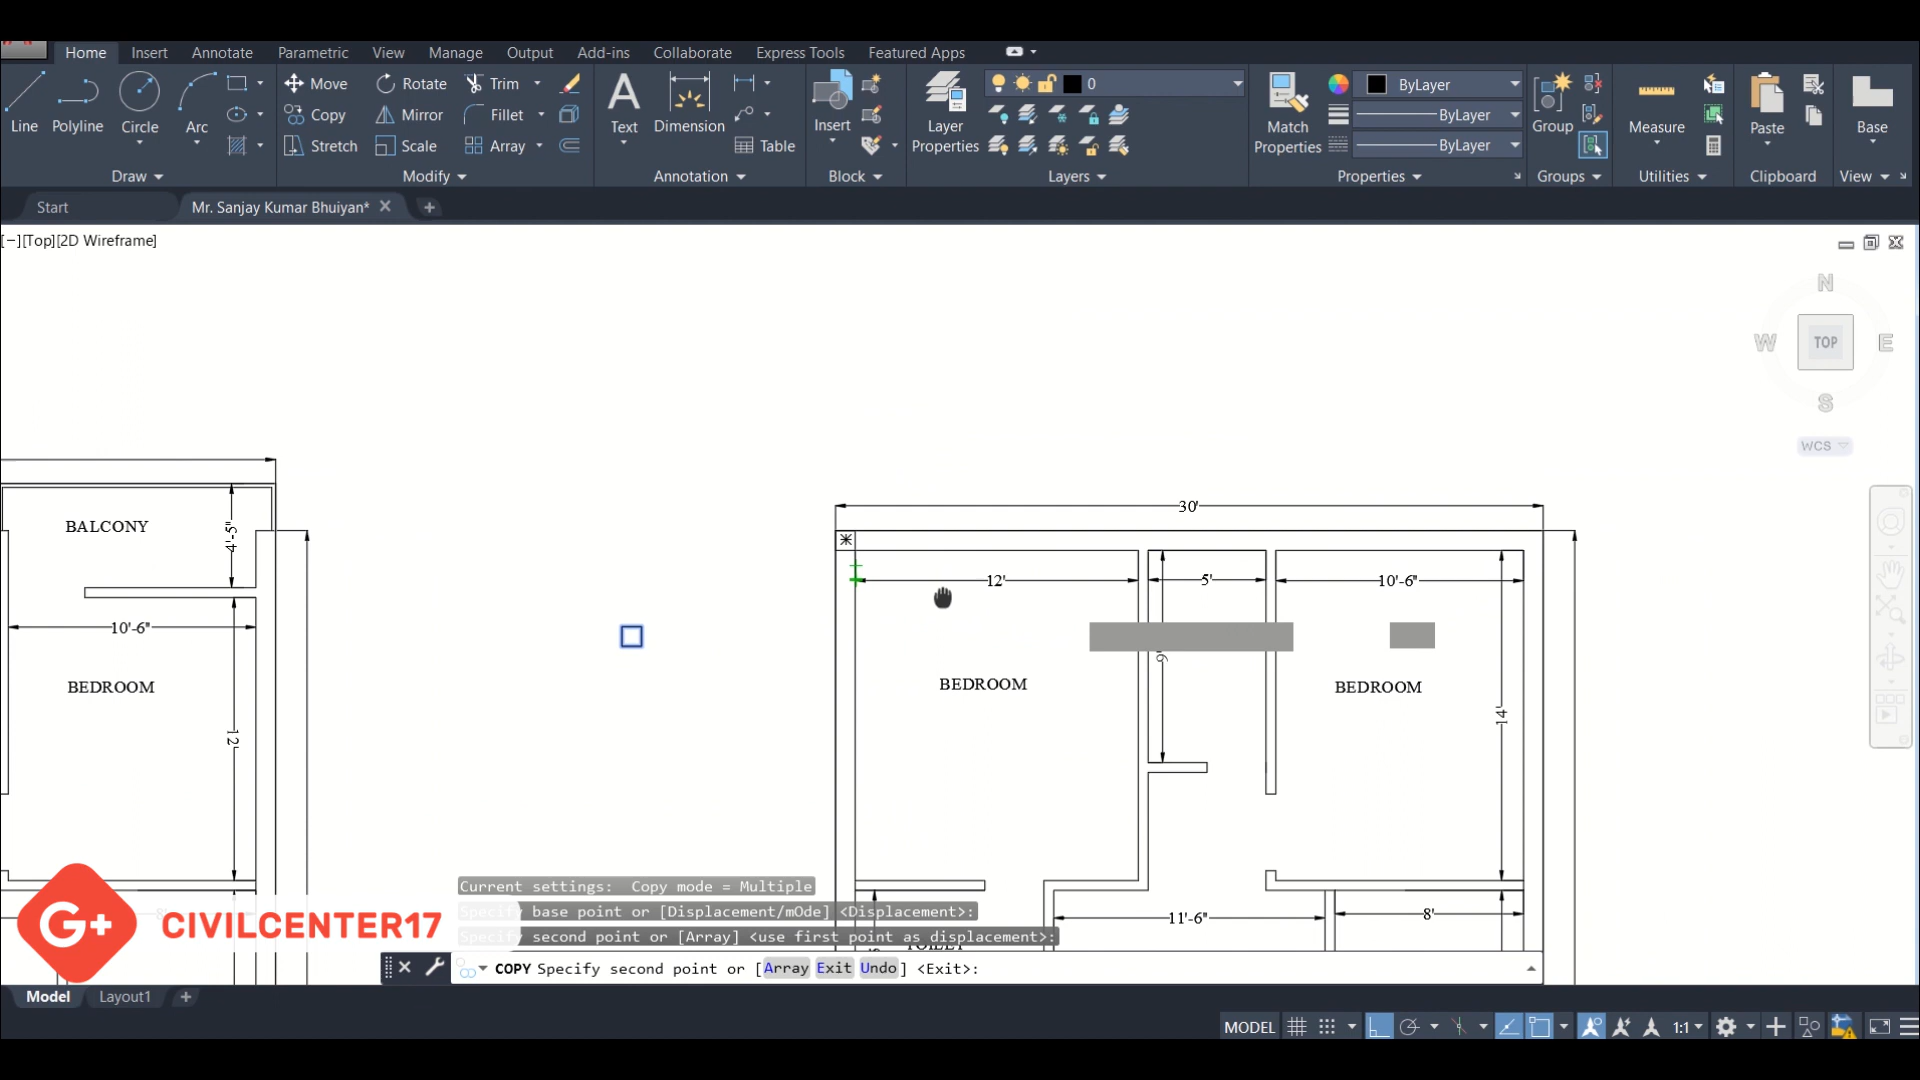 Home Insert Annotate Parametric View Manage Output Add-ins Collaborate Express Tools Featured Apps
Line Polyline Circle Arc
Move Rotate Trim
Copy Mirror Fillet
Stretch Scale Array
Text Dimension
Table
Insert
Layer Properties
0
Match Properties
ByLayer
ByLayer
ByLayer
Group
Measure
Paste
Base
Draw Modify Annotation Block Layers Properties Groups Utilities Clipboard View
Start Mr. Sanjay Kumar Bhuiyan*
[−][Top][2D Wireframe]
N
W TOP E
S
WCS
BALCONY
4'-5"
10'-6"
BEDROOM
12'
30'
12' 5' 10'-6"
9'
BEDROOM BEDROOM
14'
11'-6" 8'
TOILET
G+ CIVILCENTER17
Current settings: Copy mode = Multiple
Specify base point or [Displacement/mOde] <Displacement>:
Specify second point or [Array] <use first point as displacement>:
COPY Specify second point or [Array Exit Undo] <Exit>:
Model Layout1
MODEL 1:1